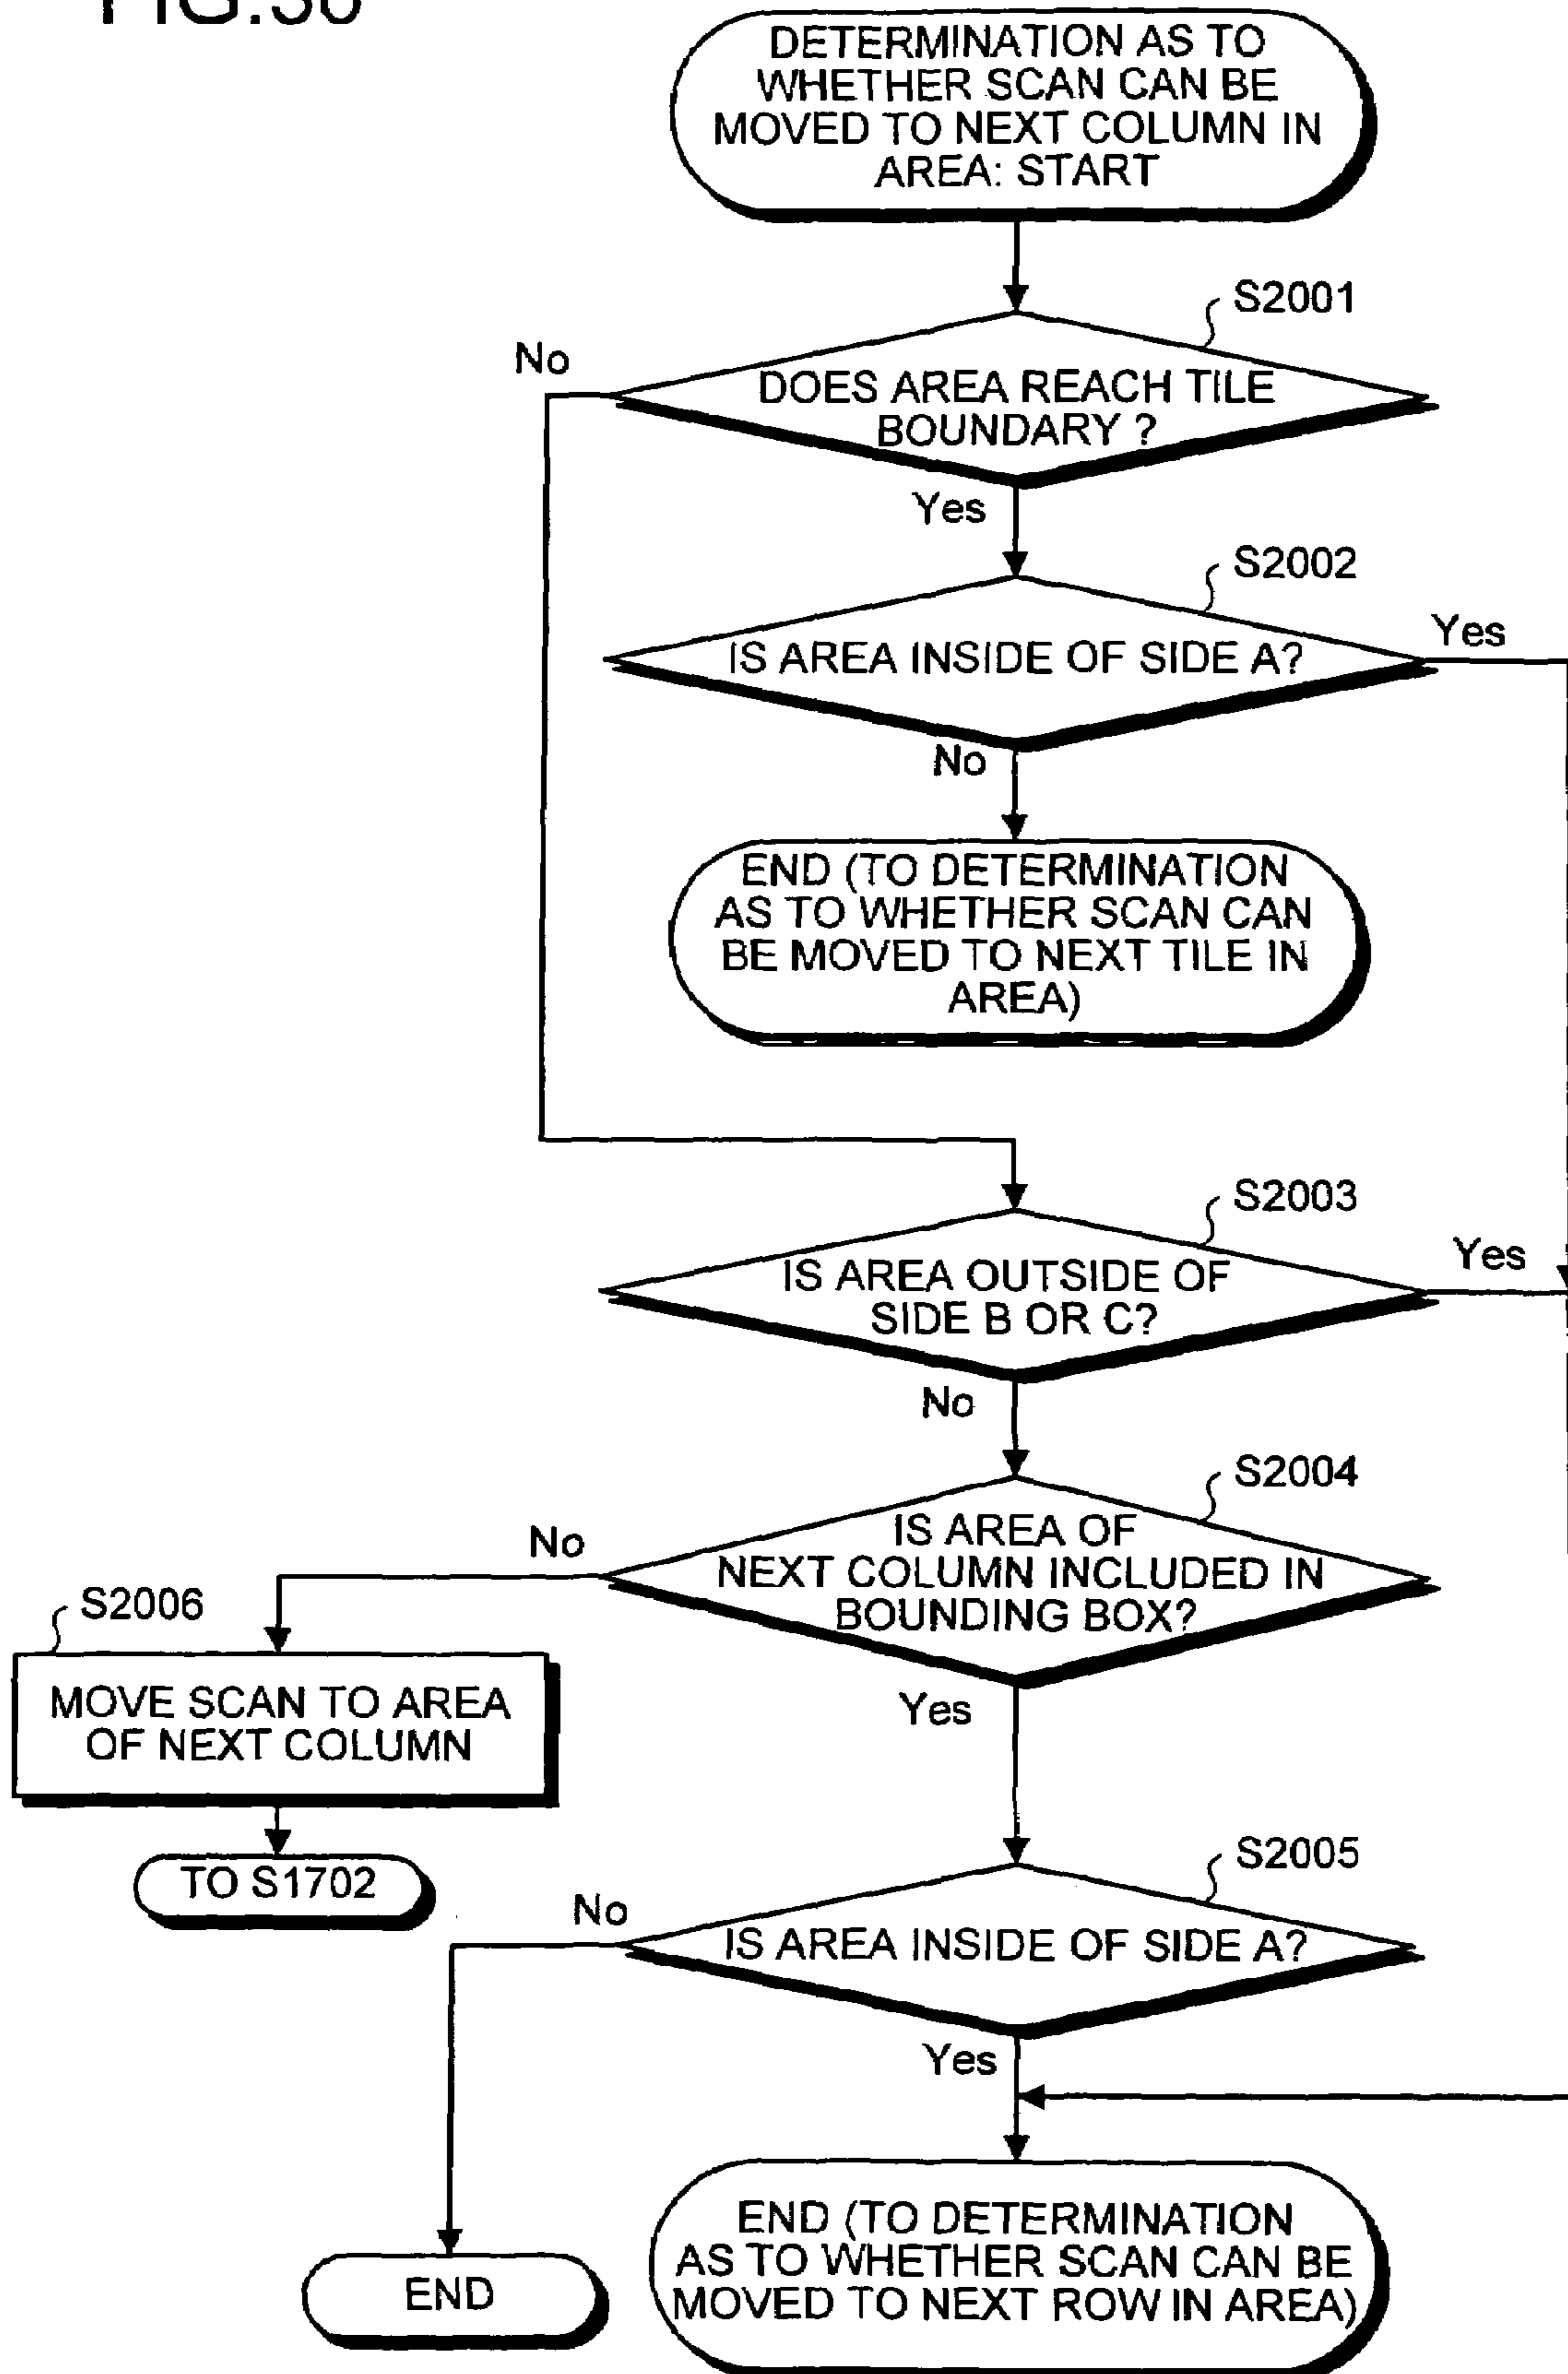 FIG.30
DETERMINATION AS TO
WHETHER SCAN CAN BE
MOVED TO NEXT COLUMN IN
AREA: START
S2001
No
DOES AREA REACH TILE
BOUNDARY ?
Yes
S2002
Yes
IS AREA INSIDE OF SIDE A?
No
END (TO DETERMINATION
AS TO WHETHER SCAN CAN
BE MOVED TO NEXT TILE IN
AREA)
S2003
Yes
IS AREA OUTSIDE OF
SIDE B OR C?
No
S2004
No
IS AREA OF
NEXT COLUMN INCLUDED IN
BOUNDING BOX?
S2006
MOVE SCAN TO AREA
OF NEXT COLUMN
Yes
TO S1702
S2005
No
IS AREA INSIDE OF SIDE A?
Yes
END
END (TO DETERMINATION
AS TO WHETHER SCAN CAN BE
MOVED TO NEXT ROW IN AREA)